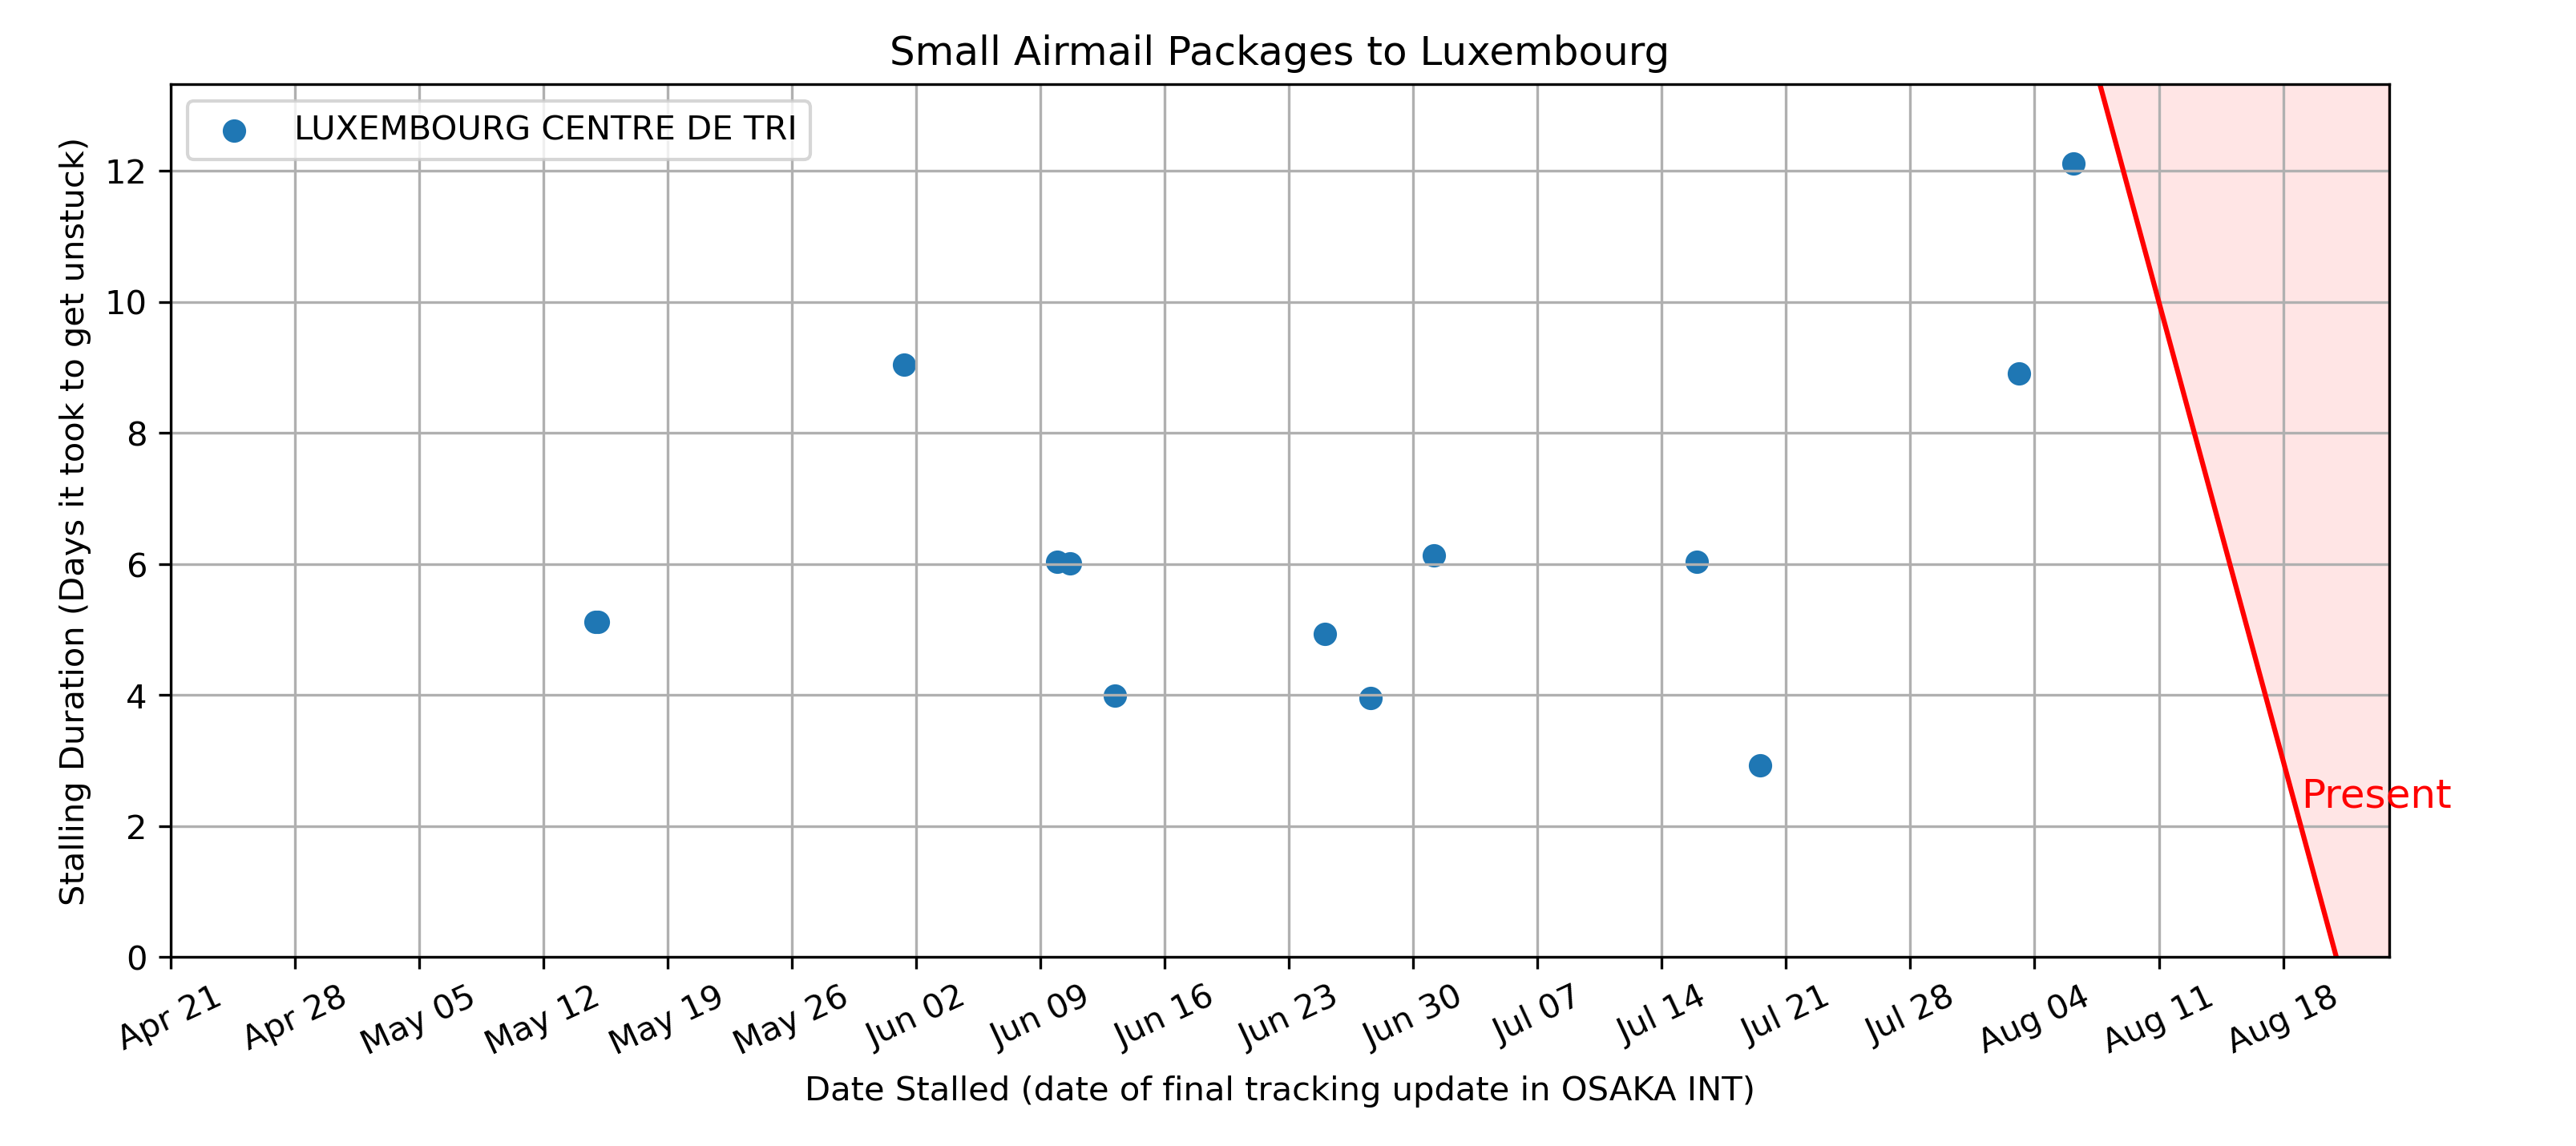 Small Airmail Packages to Luxembourg
LUXEMBOURG CENTRE DE TRI
Stalling Duration (Days it took to get unstuck)
12
10
8
6
4
2
0
Present
Apr 21
Apr 28
May 05
May 12
May 19
May 26
Jun 02
Jun 09
Jun 16
Jun 23
Jun 30
Jul 07
Jul 14
Jul 21
Jul 28
Aug 04
Aug 11
Aug 18
Date Stalled (date of final tracking update in OSAKA INT)